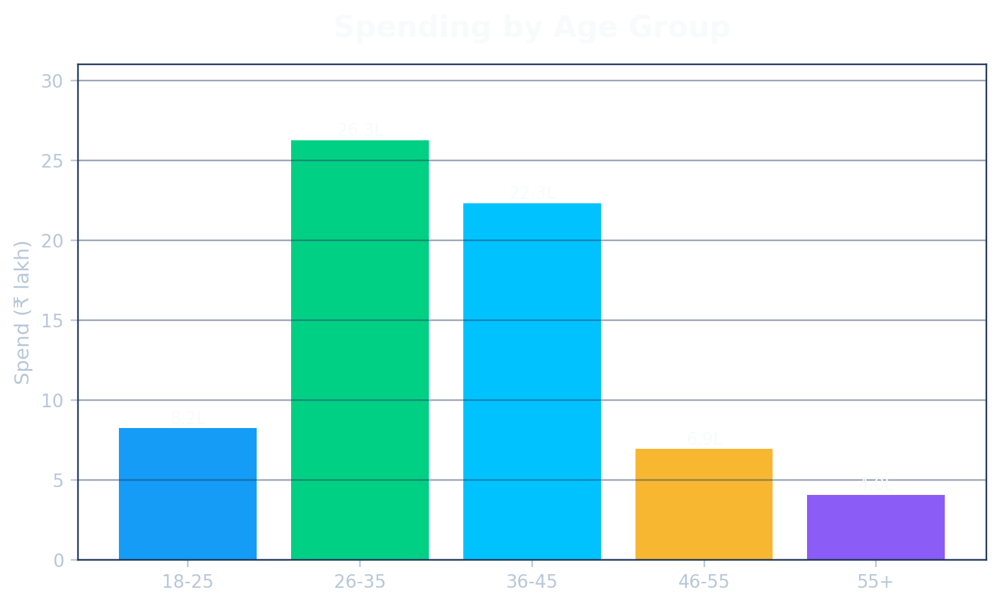 Spending by Age Group
30
25
20
15
10
5
0
Spend (₹ lakh)
8.2L
26.3L
22.3L
6.9L
4.0L
18-25
26-35
36-45
46-55
55+